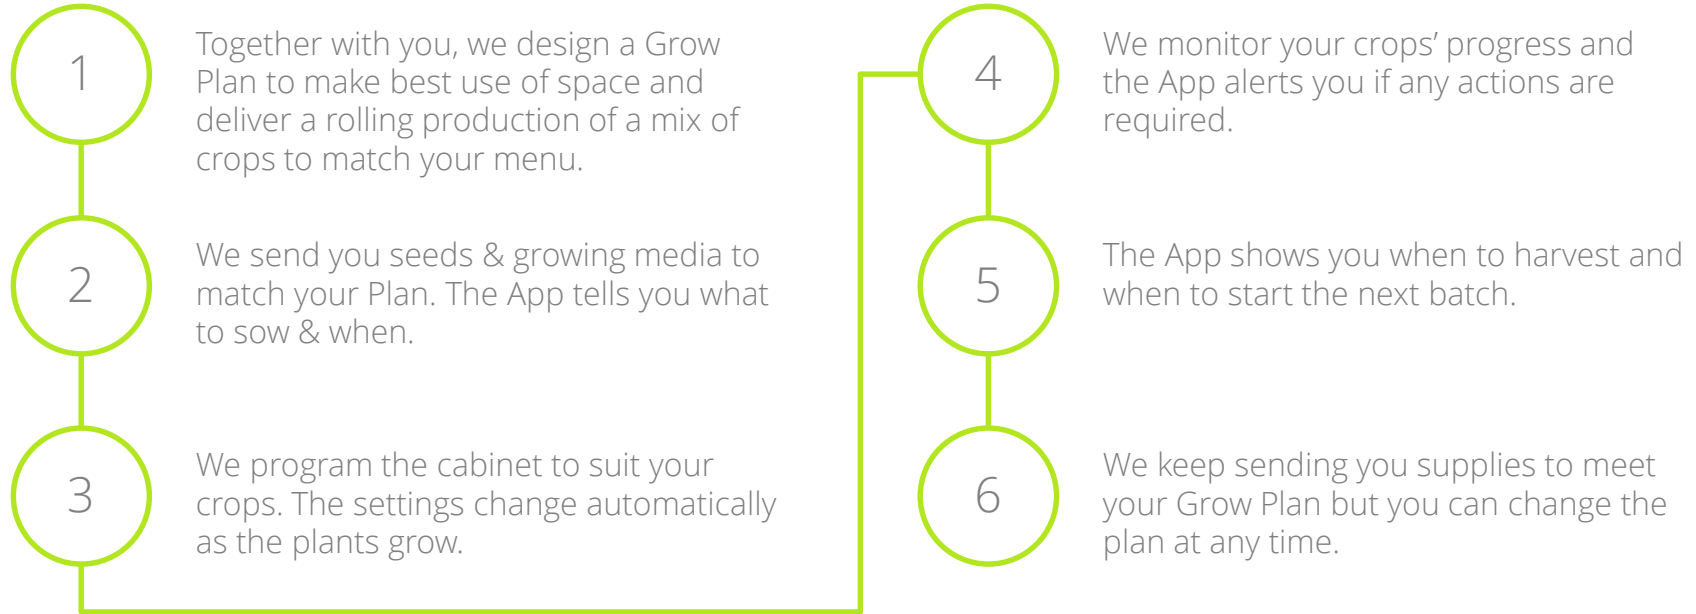 1
Together with you, we design a Grow
Plan to make best use of space and
deliver a rolling production of a mix of
crops to match your menu.
2
We send you seeds & growing media to
match your Plan. The App tells you what
to sow & when.
3
We program the cabinet to suit your
crops. The settings change automatically
as the plants grow.
4
We monitor your crops’ progress and
the App alerts you if any actions are
required.
5
The App shows you when to harvest and
when to start the next batch.
6
We keep sending you supplies to meet
your Grow Plan but you can change the
plan at any time.